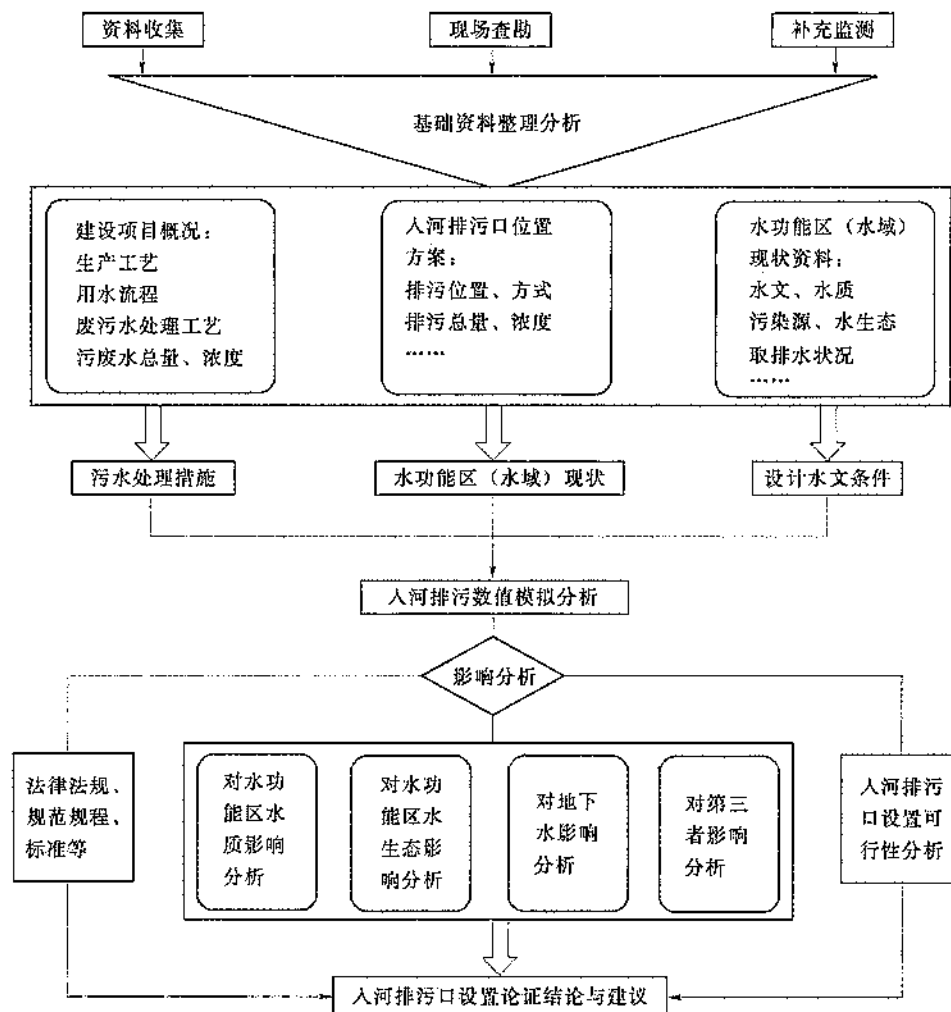 资料收集
现场查勘
补充监测
基础资料整理分析
建设项目概况：
生产工艺
用水流程
废污水处理工艺
污废水总量、浓度
入河排污口位置
方案：
排污位置、方式
排污总量、浓度
……
水功能区（水域）
现状资料：
水文、水质
污染源、水生态
取排水状况
……
污水处理措施
水功能区（水域）现状
设计水文条件
入河排污数值模拟分析
影响分析
法律法规、
规范规程、
标准等
对水功
能区水
质影响
分析
对水功
能区水
生态影
响分析
对地下
水影响
分析
对第三
者影响
分析
入河排污
口设置可
行性分析
入河排污口设置论证结论与建议